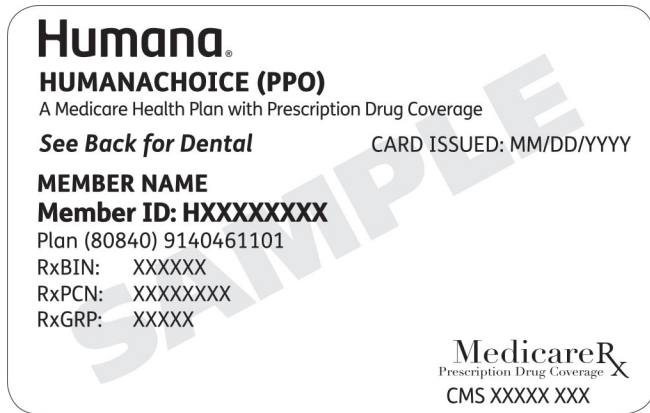 Humana®
HUMANACHOICE (PPO)
A Medicare Health Plan with Prescription Drug Coverage
See Back for Dental CARD ISSUED: MM/DD/YYYY
MEMBER NAME
Member ID: HXXXXXXXX
Plan (80840) 9140461101
RxBIN: XXXXXX
RxPCN: XXXXXXXX
RxGRP: XXXXX
SAMPLE
MedicareRx
Prescription Drug Coverage
CMS XXXXX XXX